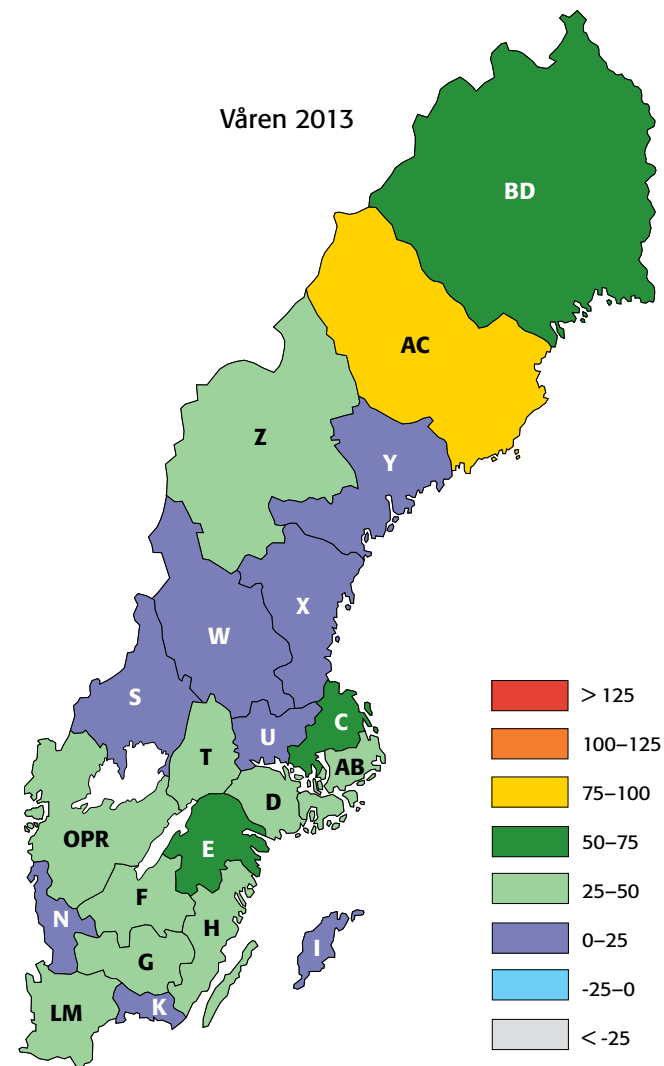 Våren 2013
BD
AC
Z
Y
X
W
S
C
U
T
AB
D
OPR
E
F
N
H
I
G
K
LM
> 125
100–125
75–100
50–75
25–50
0–25
-25–0
< -25